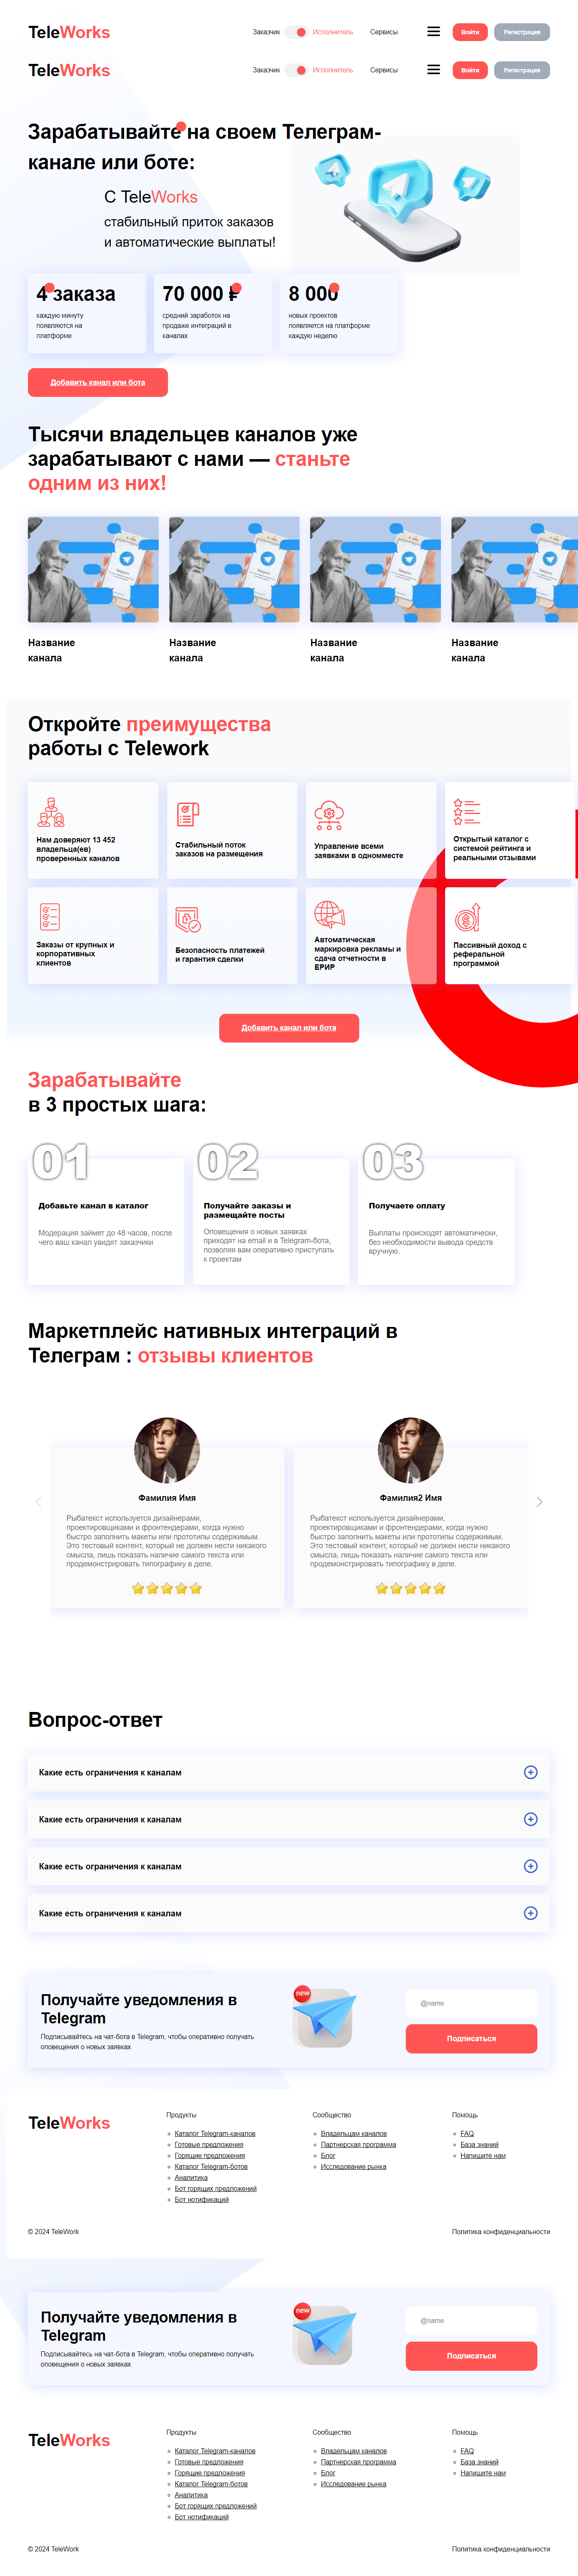 TeleWorks
Заказчик Исполнитель Сервисы Войти Регистрация
TeleWorks
Заказчик Исполнитель Сервисы Войти Регистрация
Зарабатывайте на своем Телеграм-
канале или боте:
С TeleWorks
стабильный приток заказов
и автоматические выплаты!
4 заказа
каждую минуту
появляются на
платформе
70 000 ₽
средний заработок на
продаже интеграций в
каналах
8 000
новых проектов
появляется на платформе
каждую неделю
Добавить канал или бота
Тысячи владельцев каналов уже
зарабатывают с нами — станьте
одним из них!
Название
канала
Название
канала
Название
канала
Название
канала
Откройте преимущества
работы с Telework
Нам доверяют 13 452
владельца(ев)
проверенных каналов
Стабильный поток
заказов на размещения
Управление всеми
заявками в одномместе
Открытый каталог с
системой рейтинга и
реальными отзывами
Заказы от крупных и
корпоративных
клиентов
Безопасность платежей
и гарантия сделки
Автоматическая
маркировка рекламы и
сдача отчетности в
ЕРИР
Пассивный доход с
реферальной
программой
Добавить канал или бота
Зарабатывайте
в 3 простых шага:
01
Добавьте канал в каталог
Модерация займет до 48 часов, после
чего ваш канал увидят заказчики
02
Получайте заказы и
размещайте посты
Оповещения о новых заявках
приходят на email и в Telegram-бота,
позволяя вам оперативно приступать
к проектам
03
Получаете оплату
Выплаты происходят автоматически,
без необходимости вывода средств
вручную.
Маркетплейс нативных интеграций в
Телеграм : отзывы клиентов
Фамилия Имя
Рыбатекст используется дизайнерами,
проектировщиками и фронтендерами, когда нужно
быстро заполнить макеты или прототипы содержимым.
Это тестовый контент, который не должен нести никакого
смысла, лишь показать наличие самого текста или
продемонстрировать типографику в деле.
Фамилия2 Имя
Рыбатекст используется дизайнерами,
проектировщиками и фронтендерами, когда нужно
быстро заполнить макеты или прототипы содержимым.
Это тестовый контент, который не должен нести никакого
смысла, лишь показать наличие самого текста или
продемонстрировать типографику в деле.
Вопрос-ответ
Какие есть ограничения к каналам
Какие есть ограничения к каналам
Какие есть ограничения к каналам
Какие есть ограничения к каналам
Получайте уведомления в
Telegram
Подписывайтесь на чат-бота в Telegram, чтобы оперативно получать
оповещения о новых заявках
new
@name
Подписаться
TeleWorks
Продукты
Каталог Telegram-каналов
Готовые предложения
Горящие предложения
Каталог Telegram-ботов
Аналитика
Бот горящих предложений
Бот нотификаций
Сообщество
Владельцам каналов
Партнерская программа
Блог
Исследование рынка
Помощь
FAQ
База знаний
Напишите нам
© 2024 TeleWork
Политика конфиденциальности
Получайте уведомления в
Telegram
Подписывайтесь на чат-бота в Telegram, чтобы оперативно получать
оповещения о новых заявках
new
@name
Подписаться
TeleWorks
Продукты
Каталог Telegram-каналов
Готовые предложения
Горящие предложения
Каталог Telegram-ботов
Аналитика
Бот горящих предложений
Бот нотификаций
Сообщество
Владельцам каналов
Партнерская программа
Блог
Исследование рынка
Помощь
FAQ
База знаний
Напишите нам
© 2024 TeleWork
Политика конфиденциальности